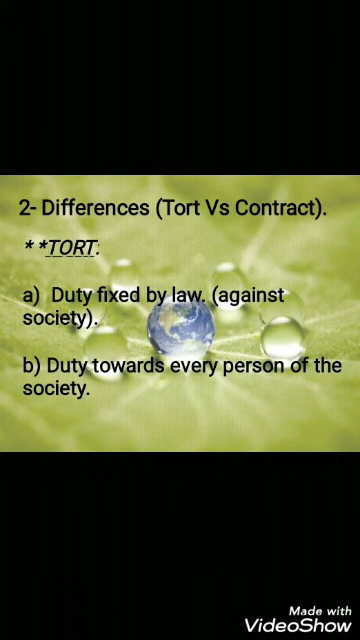 2- Differences (Tort Vs Contract).
* *TORT:
a)  Duty fixed by law. (against
society).
b) Duty towards every person of the
society.
Made with
VideoShow